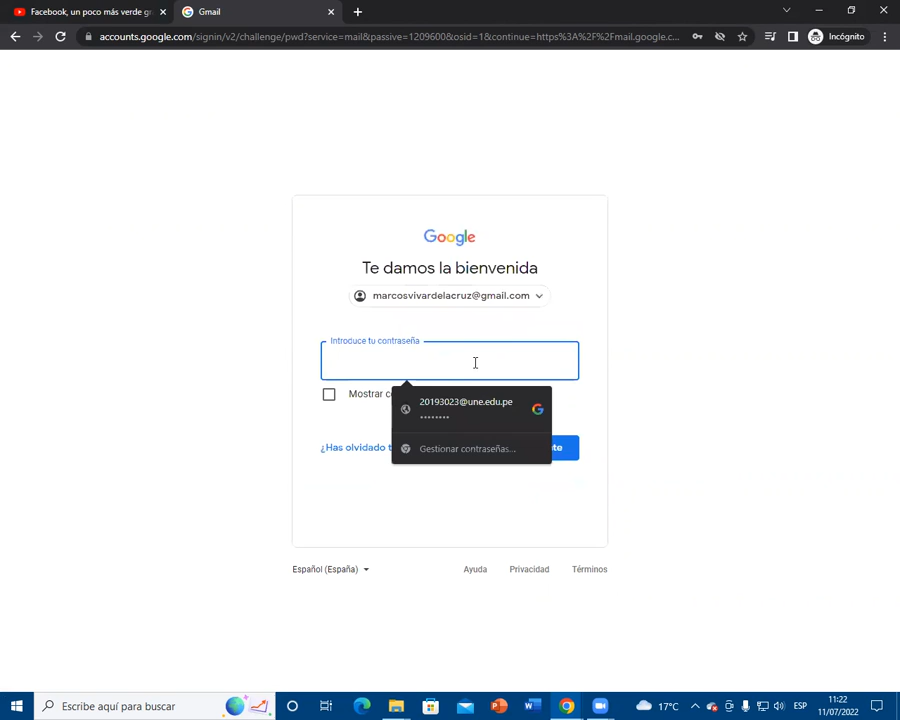 Facebook, un poco más verde gr
Gmail
accounts.google.com/signin/v2/challenge/pwd?service=mail&passive=1209600&osid=1&continue=https%3A%2F%2Fmail.google.c...
Incógnito
Google
Te damos la bienvenida
marcosvivardelacruz@gmail.com
Introduce tu contraseña
Mostrar c
20193023@une.edu.pe
••••••••
Gestionar contraseñas...
¿Has olvidado t
te
Español (España)
Ayuda
Privacidad
Términos
Escribe aquí para buscar
17°C
ESP
11:22
11/07/2022